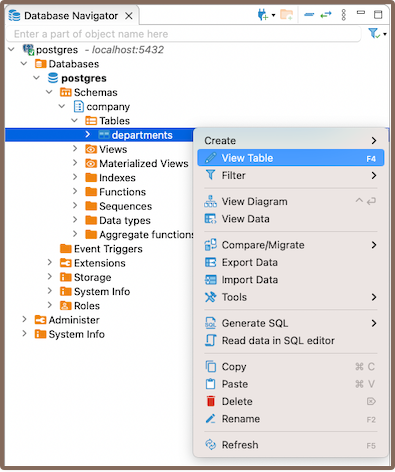 Database Navigator
Enter a part of object name here
postgres - localhost:5432
Databases
postgres
Schemas
company
Tables
departments
Views
Materialized Views
Indexes
Functions
Sequences
Data types
Aggregate functions
Event Triggers
Extensions
Storage
System Info
Roles
Administer
System Info
Create
View Table F4
Filter
View Diagram ^ ↩
View Data
Compare/Migrate
Export Data
Import Data
Tools
Generate SQL
Read data in SQL editor
Copy ⌘ C
Paste ⌘ V
Delete ⌦
Rename F2
Refresh F5